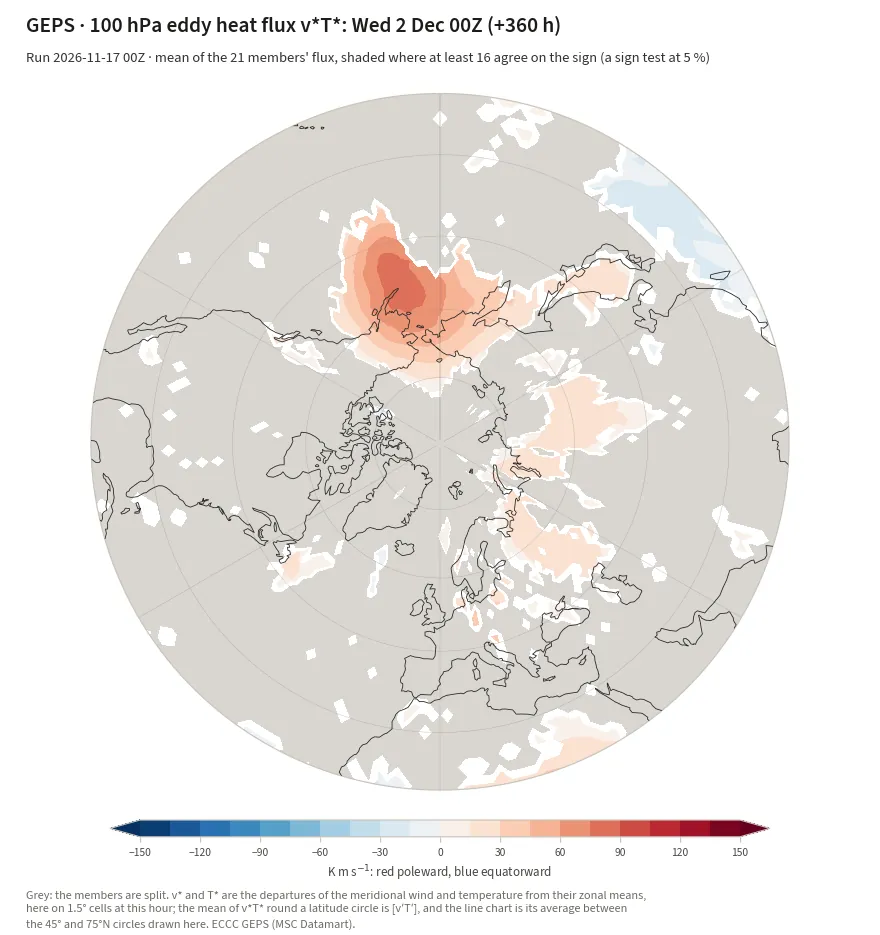 GEPS · 100 hPa eddy heat flux v*T*: Wed 2 Dec 00Z (+360 h)
Run 2026-11-17 00Z · mean of the 21 members' flux, shaded where at least 16 agree on the sign (a sign test at 5 %)
−150 −120 −90 −60 −30 0 30 60 90 120 150
K m s⁻¹: red poleward, blue equatorward
Grey: the members are split. v* and T* are the departures of the meridional wind and temperature from their zonal means,
here on 1.5° cells at this hour; the mean of v*T* round a latitude circle is [v'T'], and the line chart is its average between
the 45° and 75°N circles drawn here. ECCC GEPS (MSC Datamart).